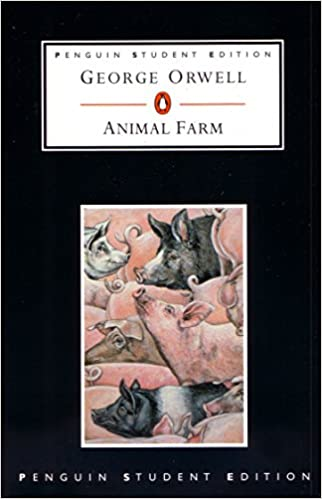 PENGUIN STUDENT EDITION
GEORGE ORWELL
ANIMAL FARM
PENGUIN STUDENT EDITION